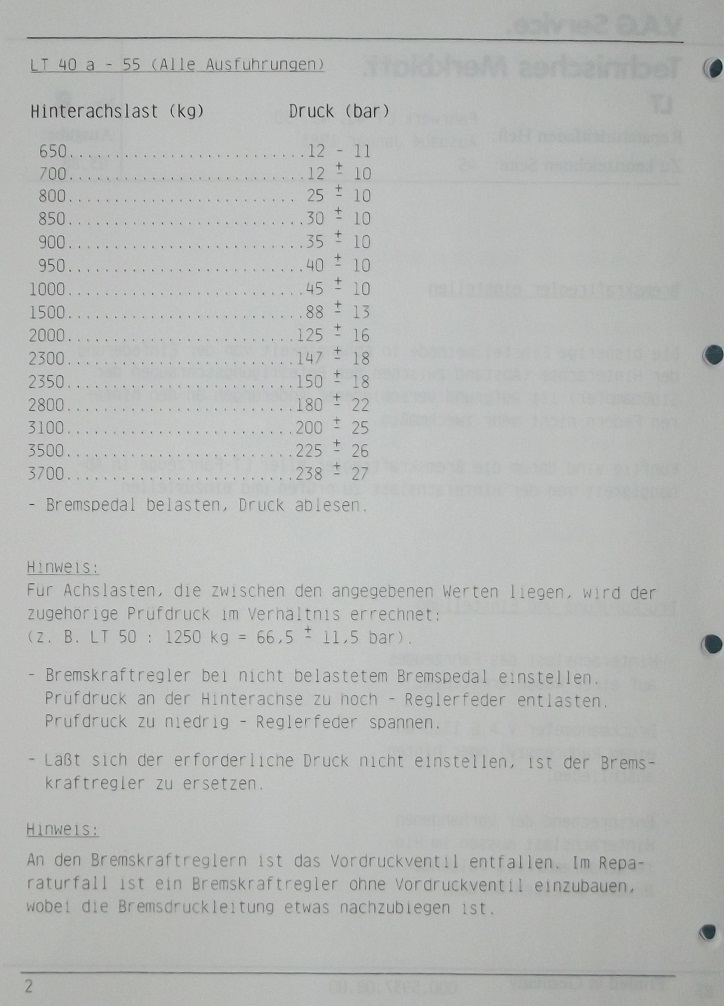 LT 40 a - 55 (Alle Ausfuhrungen)
Hinterachslast (kg) Druck (bar)
650..........................12 - 11
700..........................12 ± 10
800......................... 25 ± 10
850..........................30 ± 10
900..........................35 ± 10
950..........................40 ± 10
1000..........................45 ± 10
1500..........................88 ± 13
2000.........................125 ± 16
2300.........................147 ± 18
2350.........................150 ± 18
2800.........................180 ± 22
3100.........................200 ± 25
3500.........................225 ± 26
3700.........................238 ± 27
- Bremspedal belasten, Druck ablesen.
Hinweis:
Fur Achslasten, die zwischen den angegebenen Werten liegen, wird der
zugehorige Prufdruck im Verhaltnis errechnet:
(z. B. LT 50 : 1250 kg = 66,5 ± 11,5 bar).
- Bremskraftregler bei nicht belastetem Bremspedal einstellen.
Prufdruck an der Hinterachse zu hoch - Reglerfeder entlasten.
Prufdruck zu niedrig - Reglerfeder spannen.
- Laßt sich der erforderliche Druck nicht einstellen, ist der Brems-
kraftregler zu ersetzen.
Hinweis:
An den Bremskraftreglern ist das Vordruckventil entfallen. Im Repa-
raturfall ist ein Bremskraftregler ohne Vordruckventil einzubauen,
wobei die Bremsdruckleitung etwas nachzubiegen ist.
2